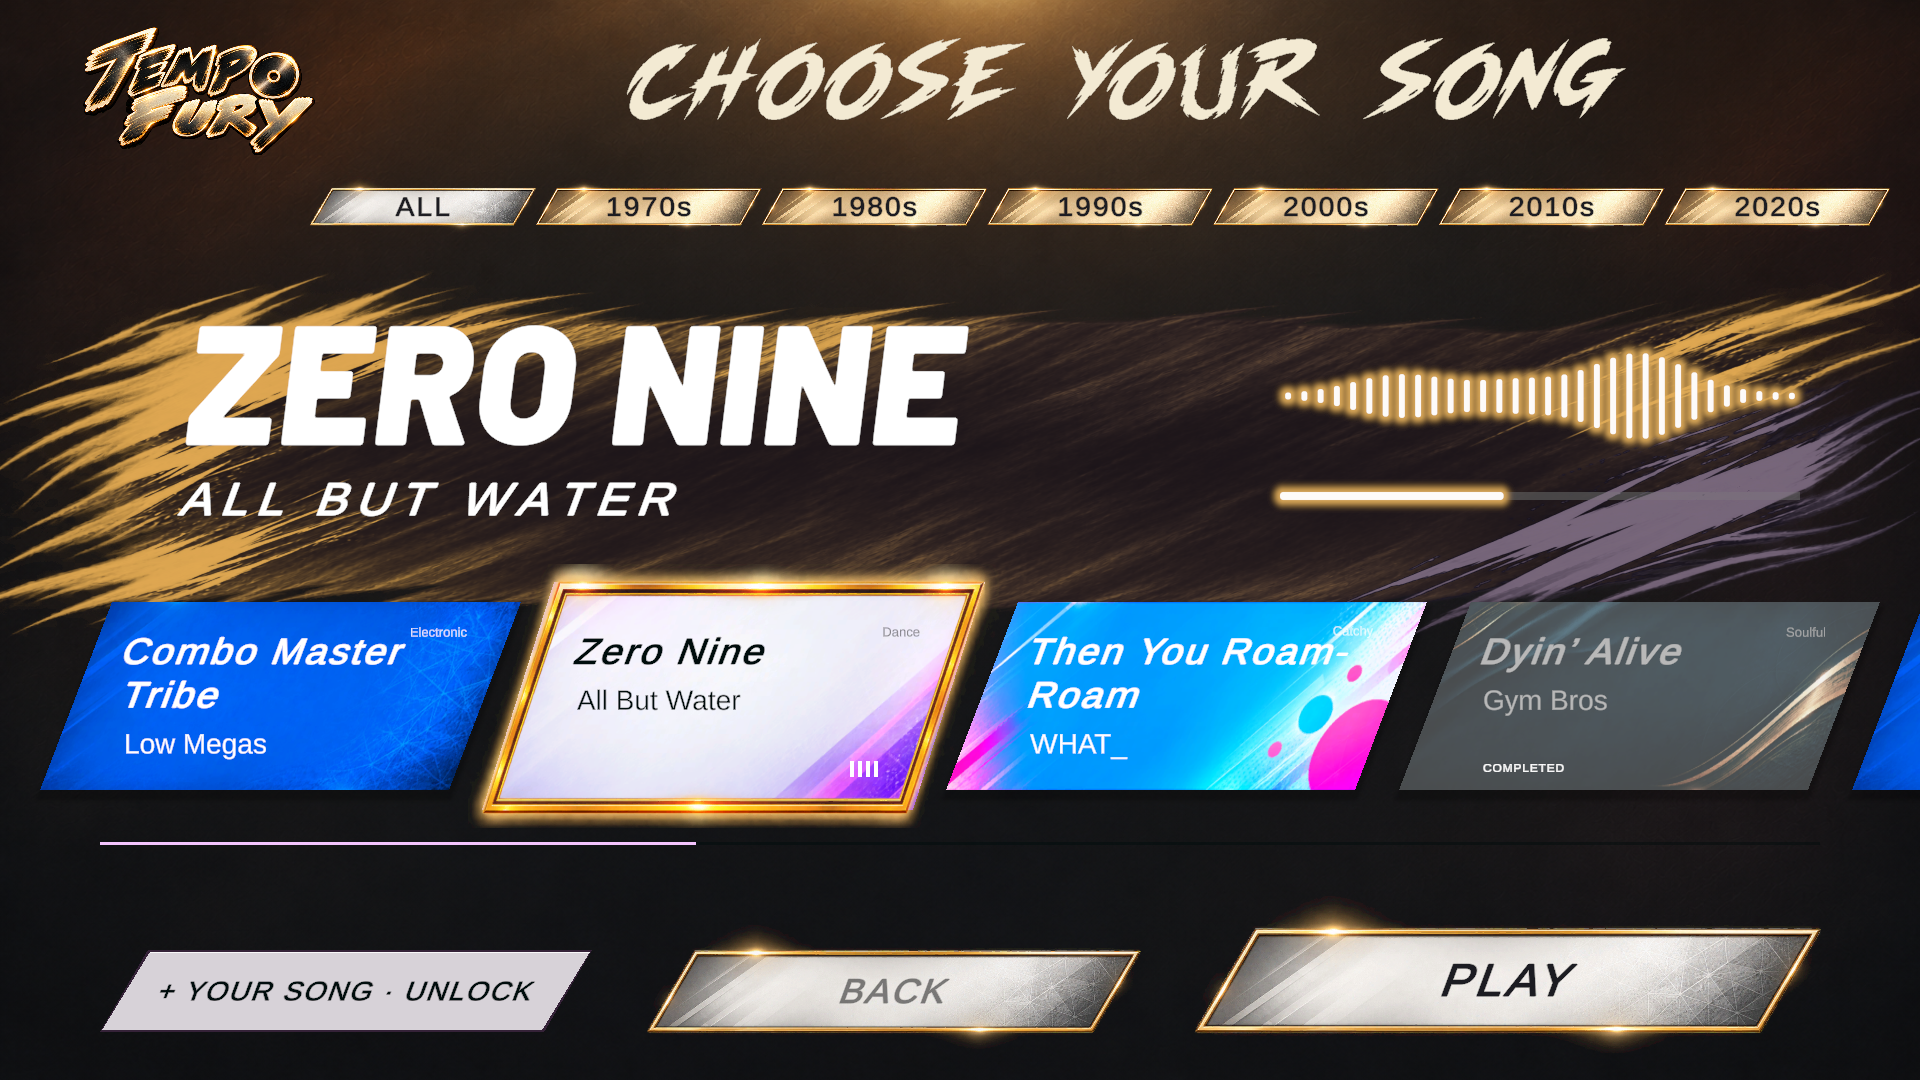 TEMPO
FURY
CHOOSE YOUR SONG
ALL
1970s
1980s
1990s
2000s
2010s
2020s
ZERO NINE
ALL BUT WATER
Combo Master
Tribe
Electronic
Low Megas
Zero Nine
Dance
All But Water
Then You Roam-
Roam
Catchy
WHAT_
Dyin’ Alive
Soulful
Gym Bros
COMPLETED
+ YOUR SONG · UNLOCK
BACK
PLAY